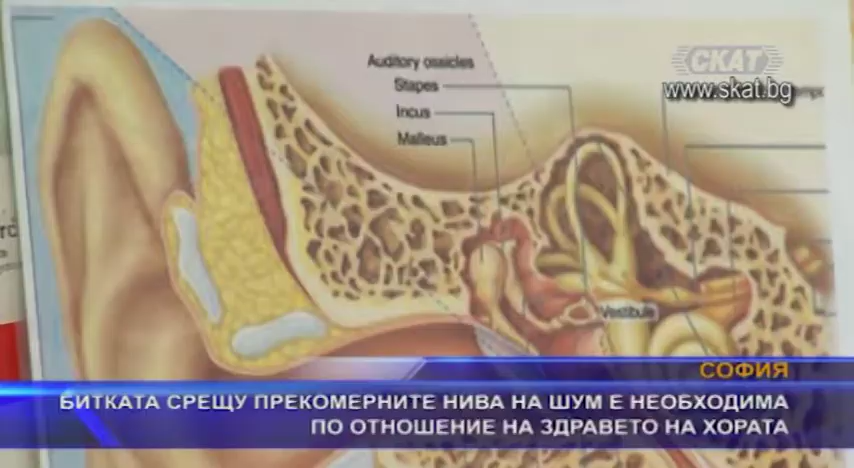 Auditory ossicles
Stapes
Incus
Malleus
СКАТ
www.skat.bg
Vestibule
СОФИЯ
БИТКАТА СРЕЩУ ПРЕКОМЕРНИТЕ НИВА НА ШУМ Е НЕОБХОДИМА
ПО ОТНОШЕНИЕ НА ЗДРАВЕТО НА ХОРАТА